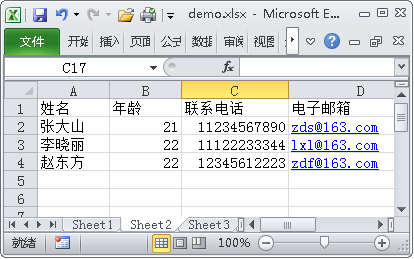 demo.xlsx - Microsoft E...
文件 开始 插入 页面 公式 数据 审阅 视图
C17 fx
A B C D
1 姓名 年龄 联系电话 电子邮箱
2 张大山 21 11234567890 zds@163.com
3 李晓丽 22 11122233344 lxl@163.com
4 赵东方 22 12345612223 zdf@163.com
5
6
Sheet1 Sheet2 Sheet3
就绪 100%